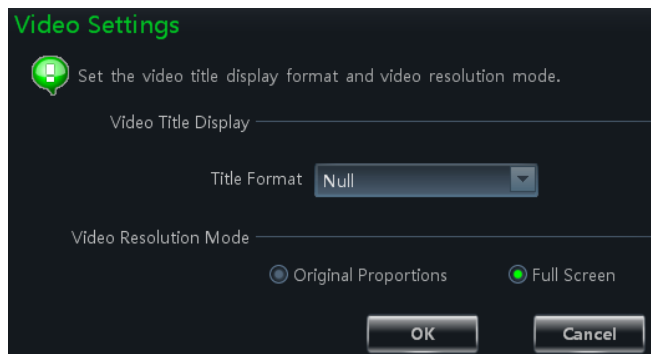 Video Settings
Set the video title display format and video resolution mode.
Video Title Display
Title Format Null
Video Resolution Mode
Original Proportions Full Screen
OK Cancel